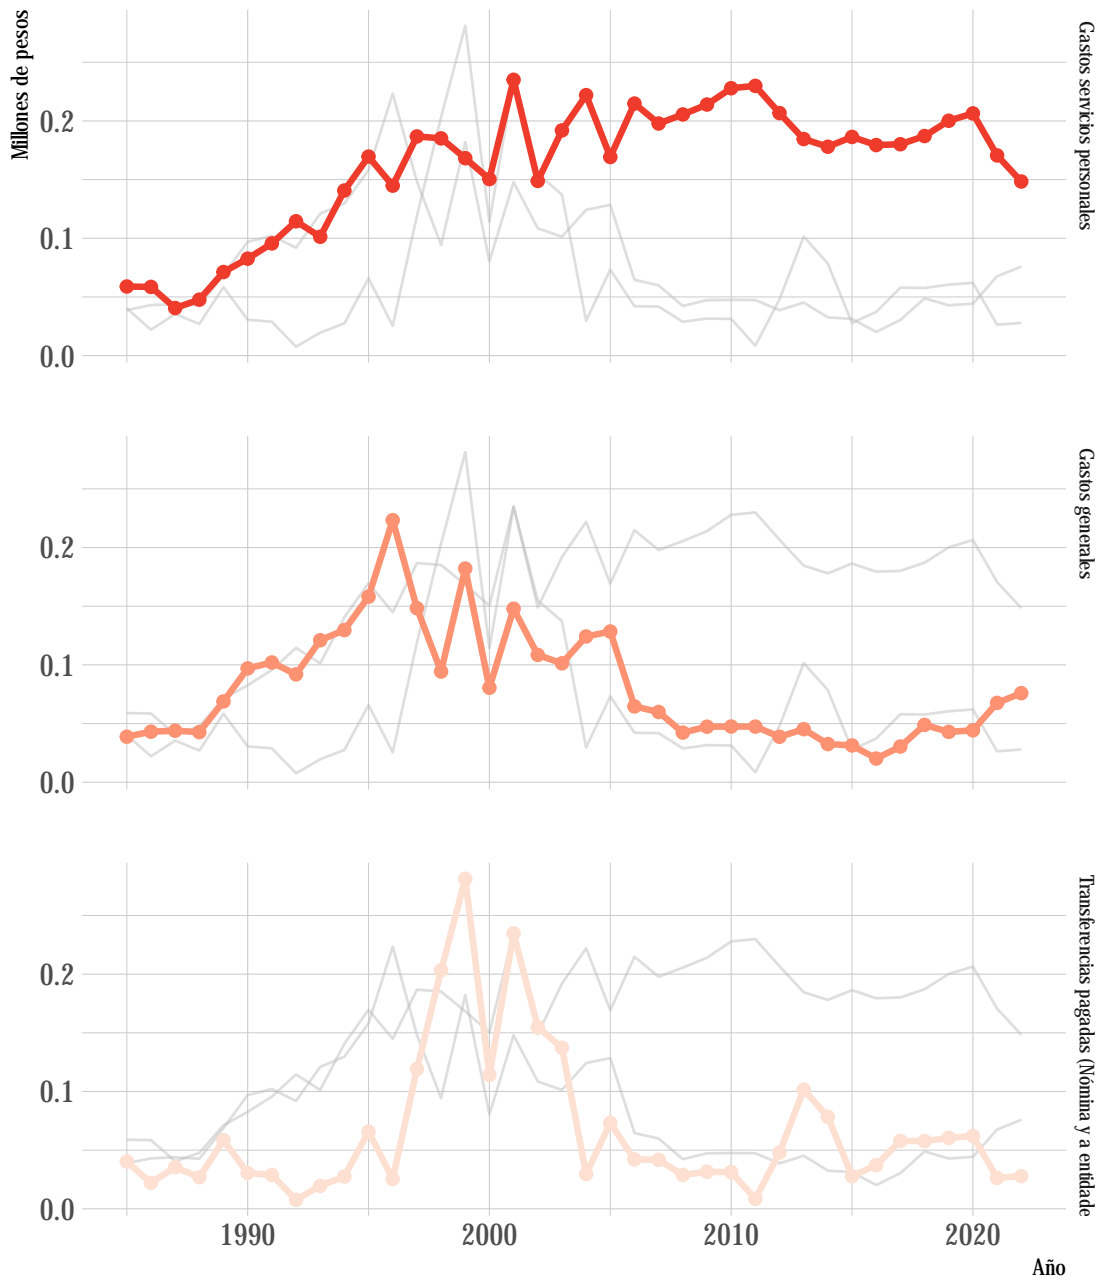 Millones de pesos
0.2
0.1
0.0
Gastos servicios personales
0.2
0.1
0.0
Gastos generales
0.2
0.1
0.0
Transferencias pagadas (Nómina y a entidade
1990
2000
2010
2020
Año